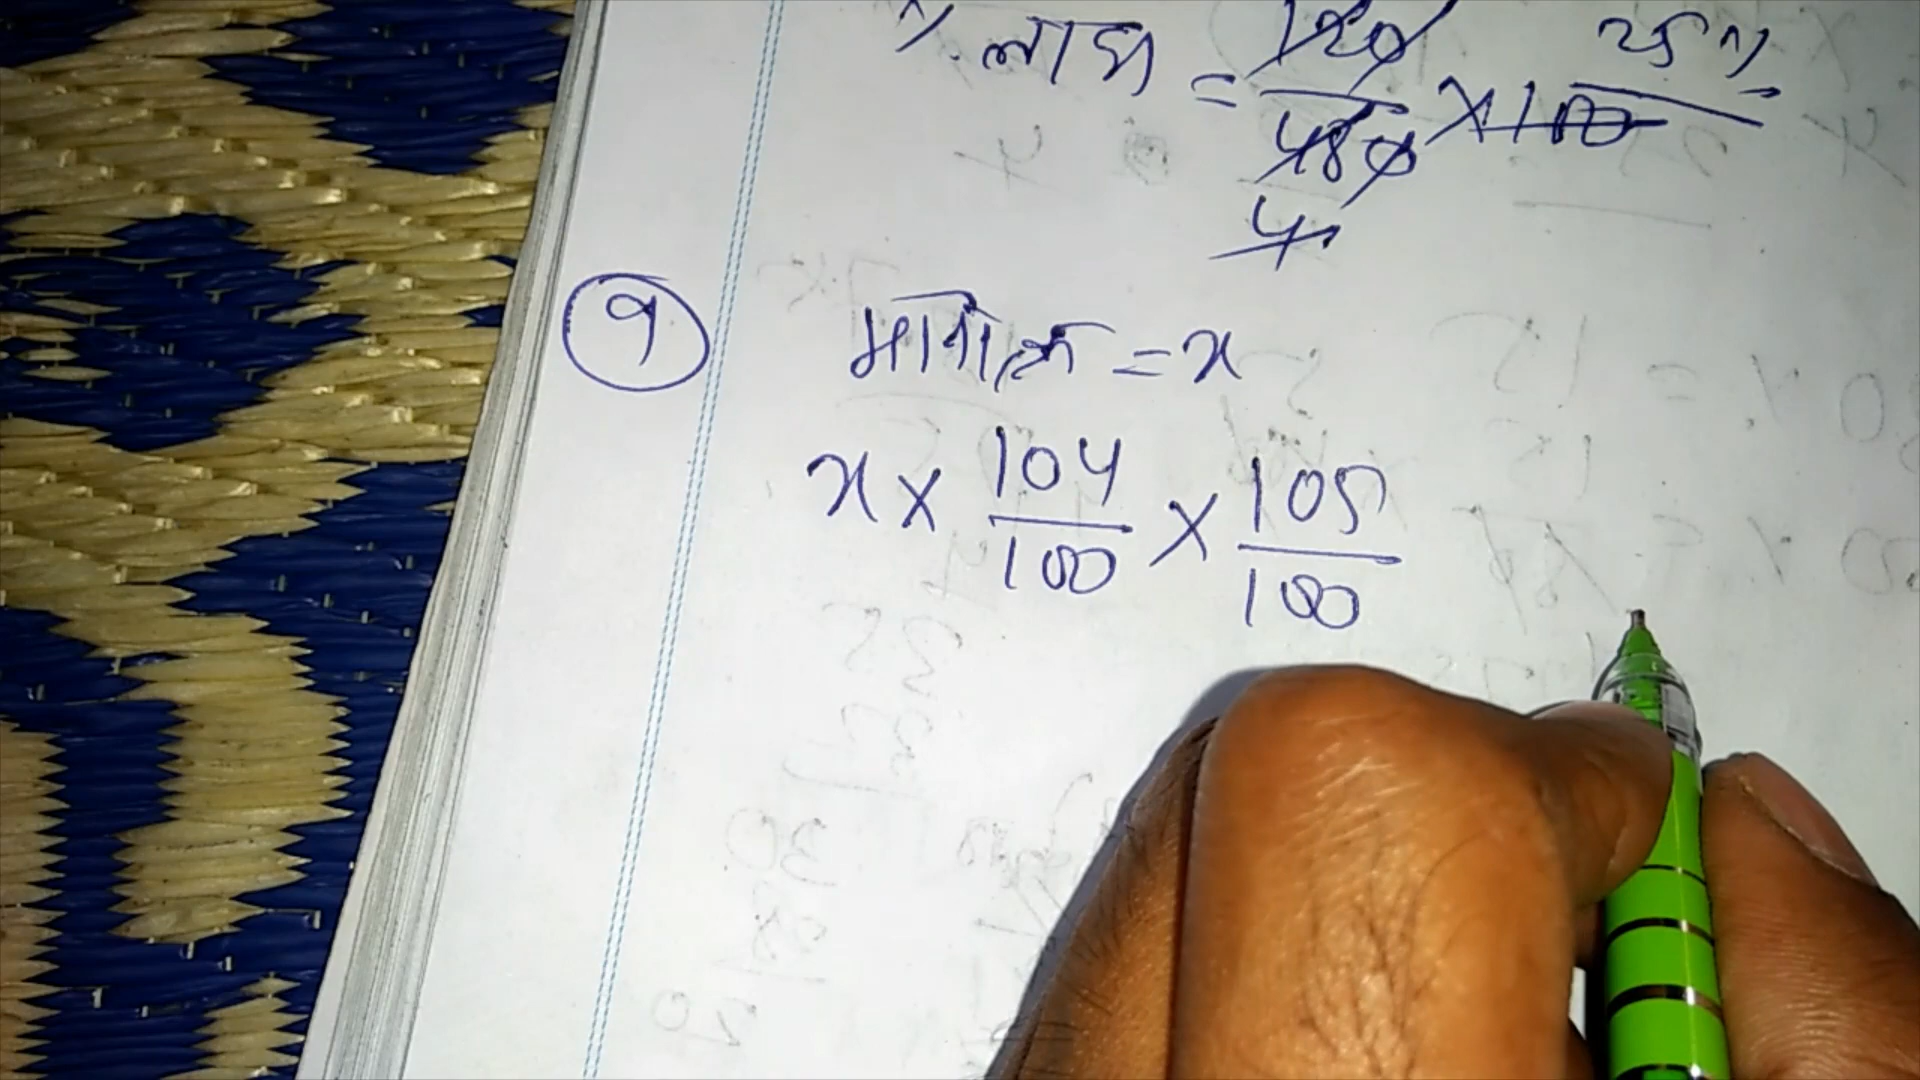 % लाभ = 120/480 × 100 25%
4
9 मानाकि = x
x × 104/100 × 105/100